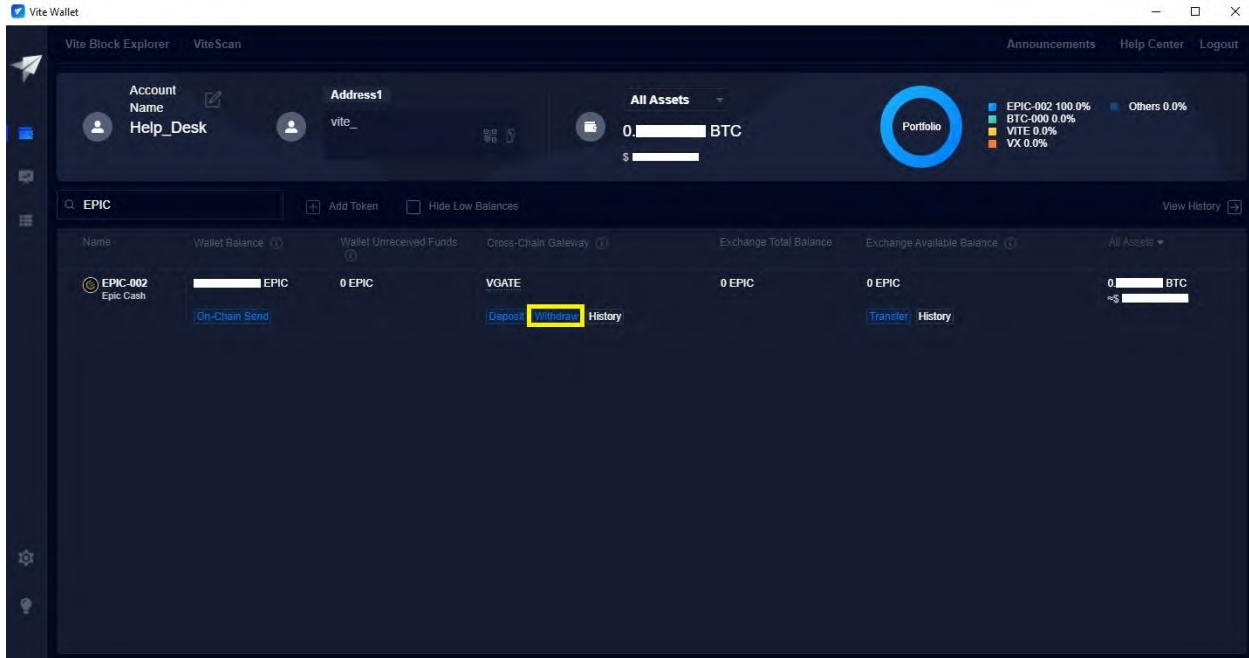 Vite Wallet
Vite Block Explorer ViteScan Announcements Help Center Logout
Account
Name
Help_Desk
Address1
vite_
All Assets
0. BTC
$
Portfolio
EPIC-002 100.0% Others 0.0%
BTC-000 0.0%
VITE 0.0%
VX 0.0%
EPIC Add Token Hide Low Balances View History
Name Wallet Balance Wallet Unreceived Funds Cross-Chain Gateway Exchange Total Balance Exchange Available Balance All Assets
EPIC-002 EPIC 0 EPIC VGATE 0 EPIC 0 EPIC 0. BTC
Epic Cash ≈$
On-Chain Send Deposit Withdraw History Transfer History